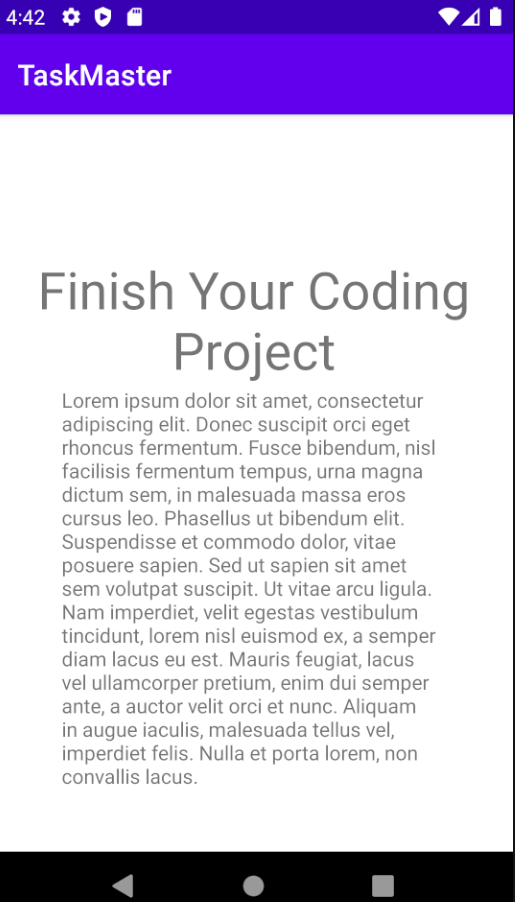 4:42
TaskMaster
Finish Your Coding
Project
Lorem ipsum dolor sit amet, consectetur
adipiscing elit. Donec suscipit orci eget
rhoncus fermentum. Fusce bibendum, nisl
facilisis fermentum tempus, urna magna
dictum sem, in malesuada massa eros
cursus leo. Phasellus ut bibendum elit.
Suspendisse et commodo dolor, vitae
posuere sapien. Sed ut sapien sit amet
sem volutpat suscipit. Ut vitae arcu ligula.
Nam imperdiet, velit egestas vestibulum
tincidunt, lorem nisl euismod ex, a semper
diam lacus eu est. Mauris feugiat, lacus
vel ullamcorper pretium, enim dui semper
ante, a auctor velit orci et nunc. Aliquam
in augue iaculis, malesuada tellus vel,
imperdiet felis. Nulla et porta lorem, non
convallis lacus.